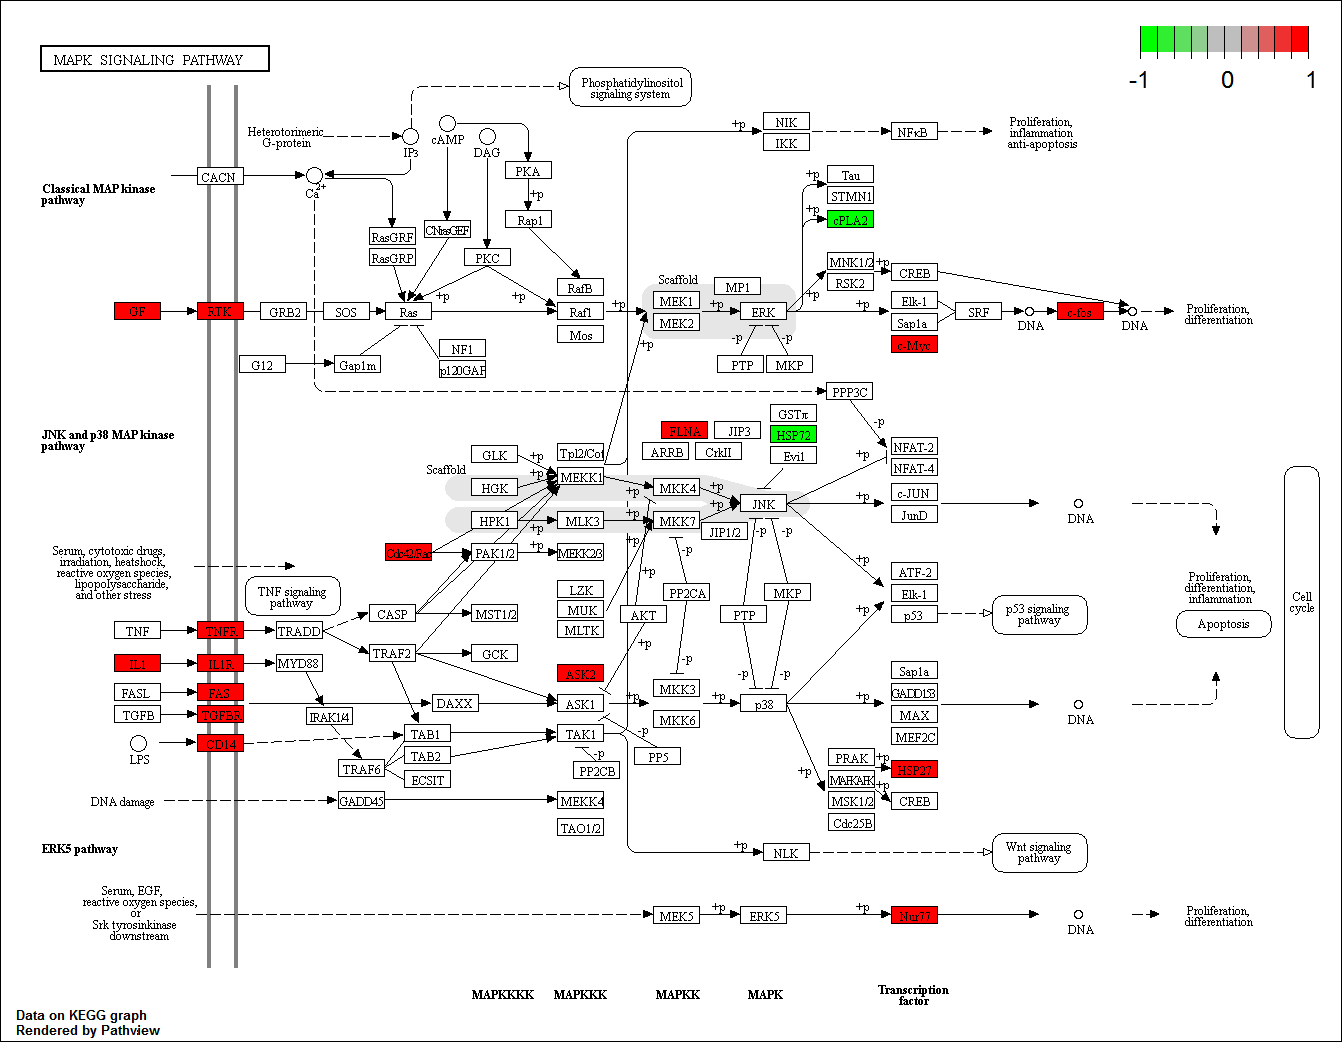 MAPK SIGNALING PATHWAY
-1 0 1
Phosphatidylinositol
signaling system
Heterotorimeric
G-protein
IP3
cAMP
DAG
+p
NIK
IKK
NFκB
Proliferation,
inflammation
anti-apoptosis
Classical MAP kinase
pathway
CACN
Ca2+
PKA
+p
Rap1
+p
Tau
STMN1
+p
cPLA2
RasGRF
RasGRP
CNrasGEF
PKC
RafB
Scaffold
MP1
MNK1/2
RSK2
+p
+p
CREB
GF
RTK
GRB2
SOS
Ras
+p
+p
Raf1
Mos
+p
MEK1
MEK2
+p
ERK
+p
Elk-1
Sap1a
c-Myc
SRF
DNA
c-fos
DNA
Proliferation,
differentiation
G12
Gap1m
NF1
p120GAP
+p
-p
-p
PTP
MKP
PPP3C
-p
JNK and p38 MAP kinase
pathway
Scaffold
GLK
HGK
HPK1
PAK1/2
+p
+p
+p
+p
Tpl2/Cot
MEKK1
MLK3
MEKK2/3
LZK
MUK
MLTK
+p
+p
+p
FLNA
JIP3
ARRB
CrkII
GSTπ
HSP72
Evi1
MKK4
MKK7
+p
+p
JIP1/2
JNK
+p
+p
+p
+p
NFAT-2
NFAT-4
c-JUN
JunD
DNA
ATF-2
Elk-1
p53
p53 signaling
pathway
Proliferation,
differentiation,
inflammation
Apoptosis
Cell
cycle
Serum, cytotoxic drugs,
irradiation, heatshock,
reactive oxygen species,
lipopolysaccharide,
and other stress
TNF signaling
pathway
Cdc42/Rac
CASP
MST1/2
TNF
TNFR
TRADD
IL1
IL1R
MYD88
TRAF2
GCK
FASL
FAS
TGFB
TGFBR
LPS
CD14
IRAK1/4
DAXX
ASK2
ASK1
TAK1
TAB1
TAB2
ECSIT
TRAF6
AKT
+p
+p
+p
-p
PP2CA
-p
-p
-p
PTP
MKP
-p
-p
MKK3
MKK6
+p
p38
+p
PP5
-p
-p
PP2CB
Sap1a
GADD153
MAX
MEF2C
DNA
PRAK
MAPKAPK
MSK1/2
Cdc25B
+p
+p
+p
HSP27
CREB
DNA damage
GADD45
MEKK4
TAO1/2
ERK5 pathway
+p
NLK
Wnt signaling
pathway
Serum, EGF,
reactive oxygen species,
or
Srk tyrosinkinase
downstream
MEK5
+p
ERK5
+p
Nur77
DNA
Proliferation,
differentiation
MAPKKKK
MAPKKK
MAPKK
MAPK
Transcription
factor
Data on KEGG graph
Rendered by Pathview